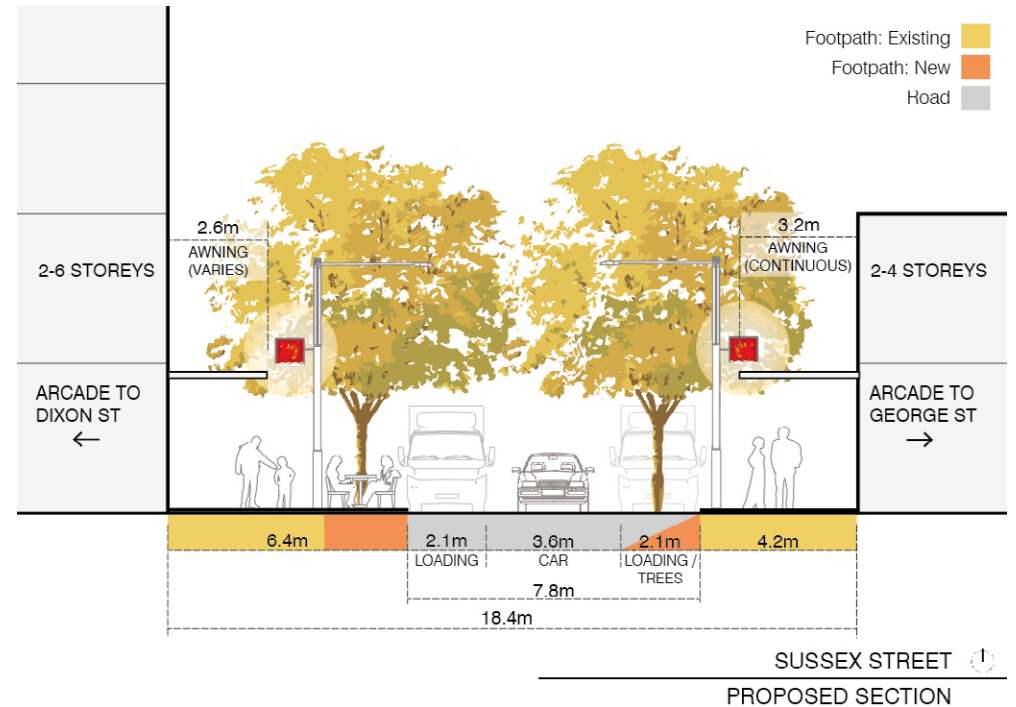 Footpath: Existing
Footpath: New
Road
2.6m
AWNING
(VARIES)
3.2m
AWNING
(CONTINUOUS)
2-6 STOREYS
2-4 STOREYS
ARCADE TO
DIXON ST
←
ARCADE TO
GEORGE ST
→
6.4m
2.1m
3.6m
2.1m
4.2m
LOADING
CAR
LOADING /
TREES
7.8m
18.4m
SUSSEX STREET
PROPOSED SECTION